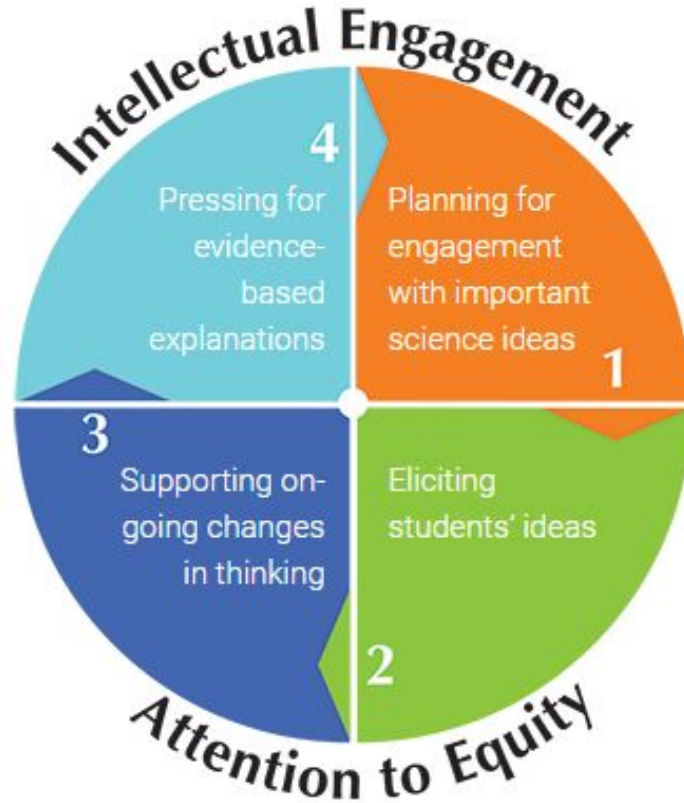 Intellectual Engagement
4
Pressing for
evidence-
based
explanations
Planning for
engagement
with important
science ideas
1
3
Supporting on-
going changes
in thinking
Eliciting
students' ideas
2
Attention to Equity